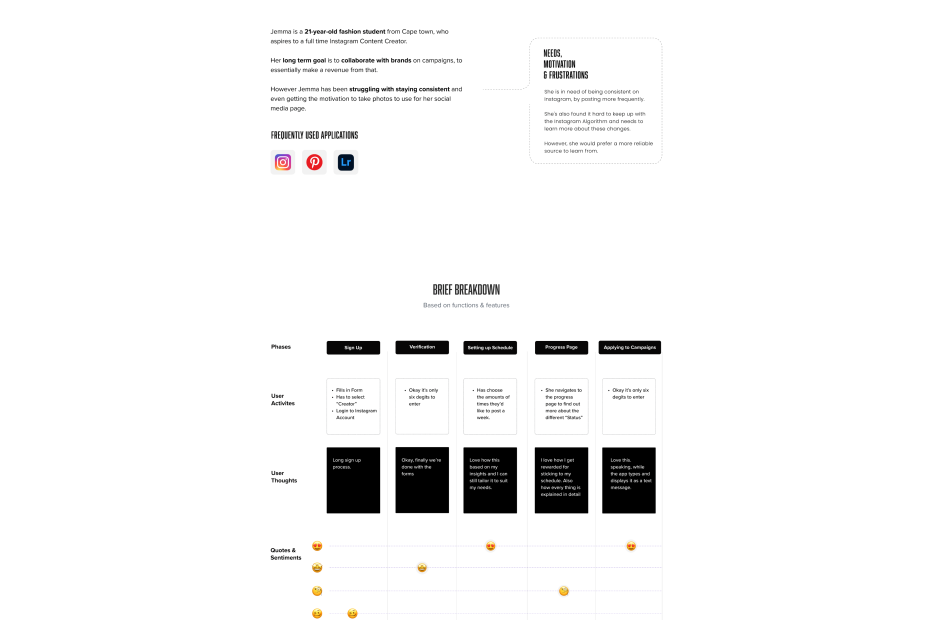 Jemma is a 21-year-old fashion student from Cape town, who
aspires to a full time Instagram Content Creator.
Her long term goal is to collaborate with brands on campaigns, to
essentially make a revenue from that.
However Jemma has been struggling with staying consistent and
even getting the motivation to take photos to use for her social
media page.
FREQUENTLY USED APPLICATIONS
Lr
NEEDS,
MOTIVATION
& FRUSTRATIONS
She is in need of being consistent on
Instagram, by posting more frequently.
She's also found it hard to keep up with
the Instagram Algorithm and needs to
learn more about these changes.
However, she would prefer a more reliable
source to learn from.
BRIEF BREAKDOWN
Based on functions & features
Phases
Sign Up
Verification
Setting up Schedule
Progress Page
Applying to Campaigns
User
Activites
• Fills in Form
• Has to select
"Creator"
• Login to Instagram
Account
• Okay it's only
six degits to
enter
• Has choose
the amounts of
times they'd
like to post a
week.
• She navigates to
the progress
page to find out
more about the
different "Status"
• Okay it's only six
degits to enter
User
Thoughts
Long sign up
process.
Okay, finally we're
done with the
forms
Love how this
based on my
insights and I can
still tailor it to suit
my needs.
I love how I get
rewarded for
sticking to my
schedule. Also
how every thing is
explained in detail
Love this,
speaking, while
the app types and
displays it as a text
message.
Quotes &
Sentiments